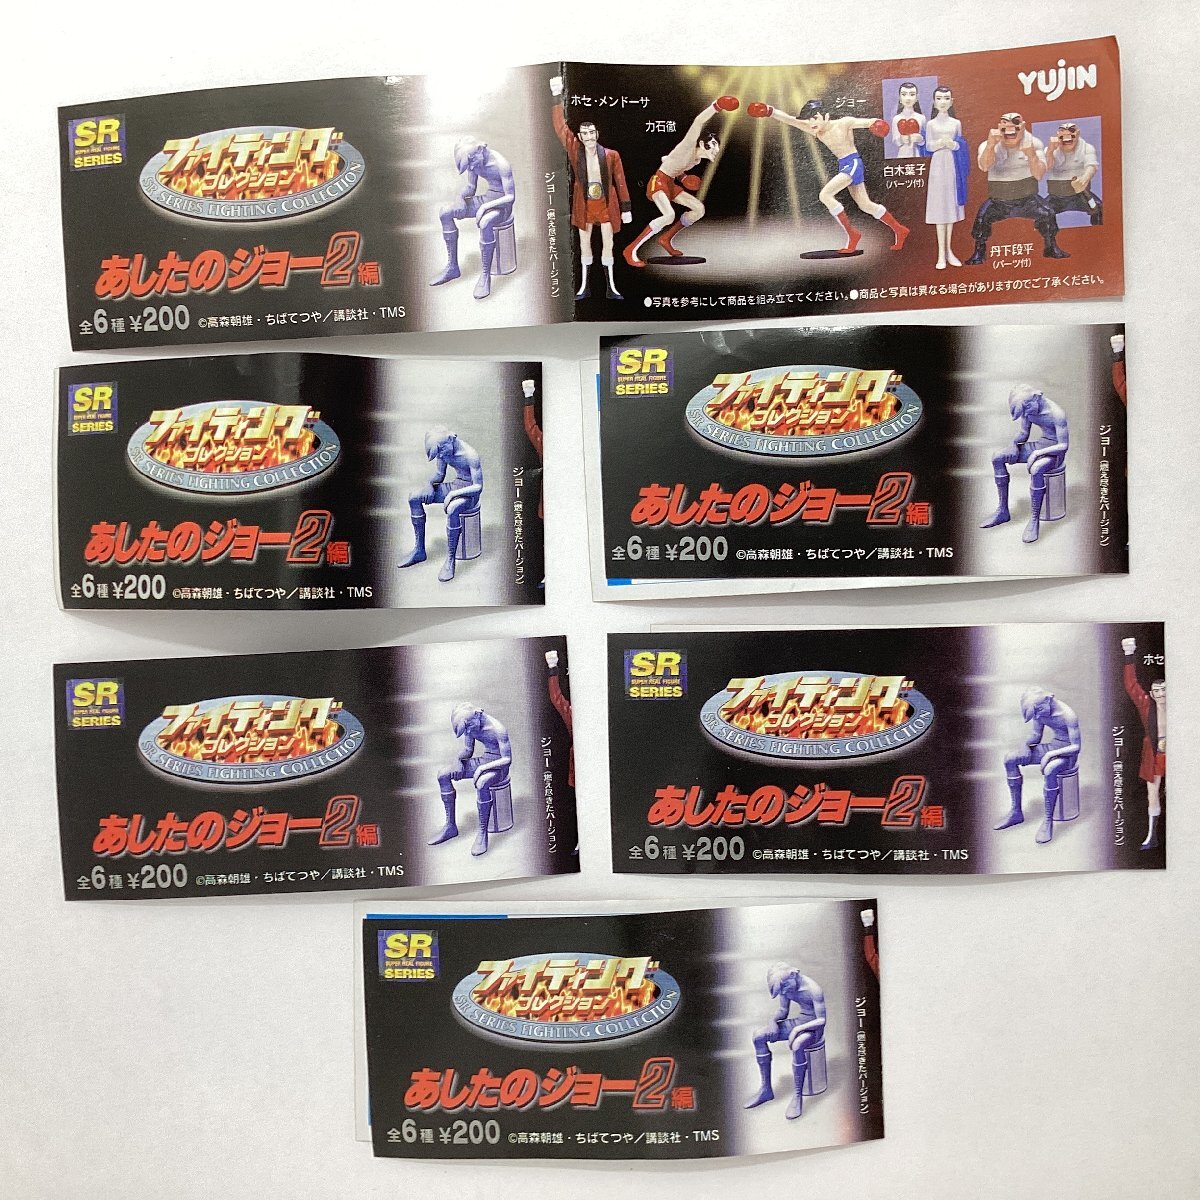 SR
SERIES
ファイティング
コレクション
SR SERIES FIGHTING COLLECTION
あしたのジョー2編
全6種 ¥200 ©高森朝雄・ちばてつや/講談社・TMS
ジョー(燃え尽きたバージョン)
ホセ・メンドーサ
力石徹
ジョー
白木葉子
(パーツ付)
丹下段平
(パーツ付)
YUJIN
●写真を参考にして商品を組み立ててください。●商品と写真は異なる場合がありますのでご了承ください。
SR
SUPER REAL FIGURE
SERIES
ファイティング
コレクション
SR SERIES FIGHTING COLLECTION
あしたのジョー2編
全6種 ¥200 ©高森朝雄・ちばてつや/講談社・TMS
ジョー(燃え尽きたバージョン)
SR
SUPER REAL FIGURE
SERIES
ファイティング
コレクション
SR SERIES FIGHTING COLLECTION
あしたのジョー2編
全6種 ¥200 ©高森朝雄・ちばてつや/講談社・TMS
ジョー(燃え尽きたバージョン)
SR
SUPER REAL FIGURE
SERIES
ファイティング
コレクション
SR SERIES FIGHTING COLLECTION
あしたのジョー2編
全6種 ¥200 ©高森朝雄・ちばてつや/講談社・TMS
ジョー(燃え尽きたバージョン)
SR
SUPER REAL FIGURE
SERIES
ファイティング
コレクション
SR SERIES FIGHTING COLLECTION
あしたのジョー2編
全6種 ¥200 ©高森朝雄・ちばてつや/講談社・TMS
ジョー(燃え尽きたバージョン)
ホセ
SR
SUPER REAL FIGURE
SERIES
ファイティング
コレクション
SR SERIES FIGHTING COLLECTION
あしたのジョー2編
全6種 ¥200 ©高森朝雄・ちばてつや/講談社・TMS
ジョー(燃え尽きたバージョン)